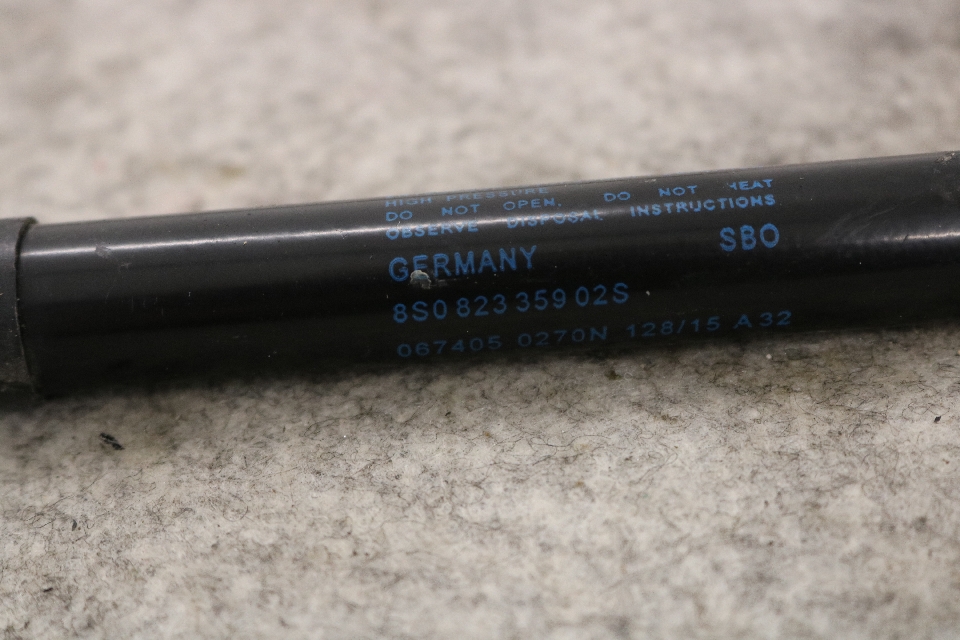 HIGH PRESSURE
DO NOT OPEN. DO NOT HEAT
OBSERVE DISPOSAL INSTRUCTIONS
GERMANY SBO
8S0 823 359 02S
067405 0270N 128/15 A 32